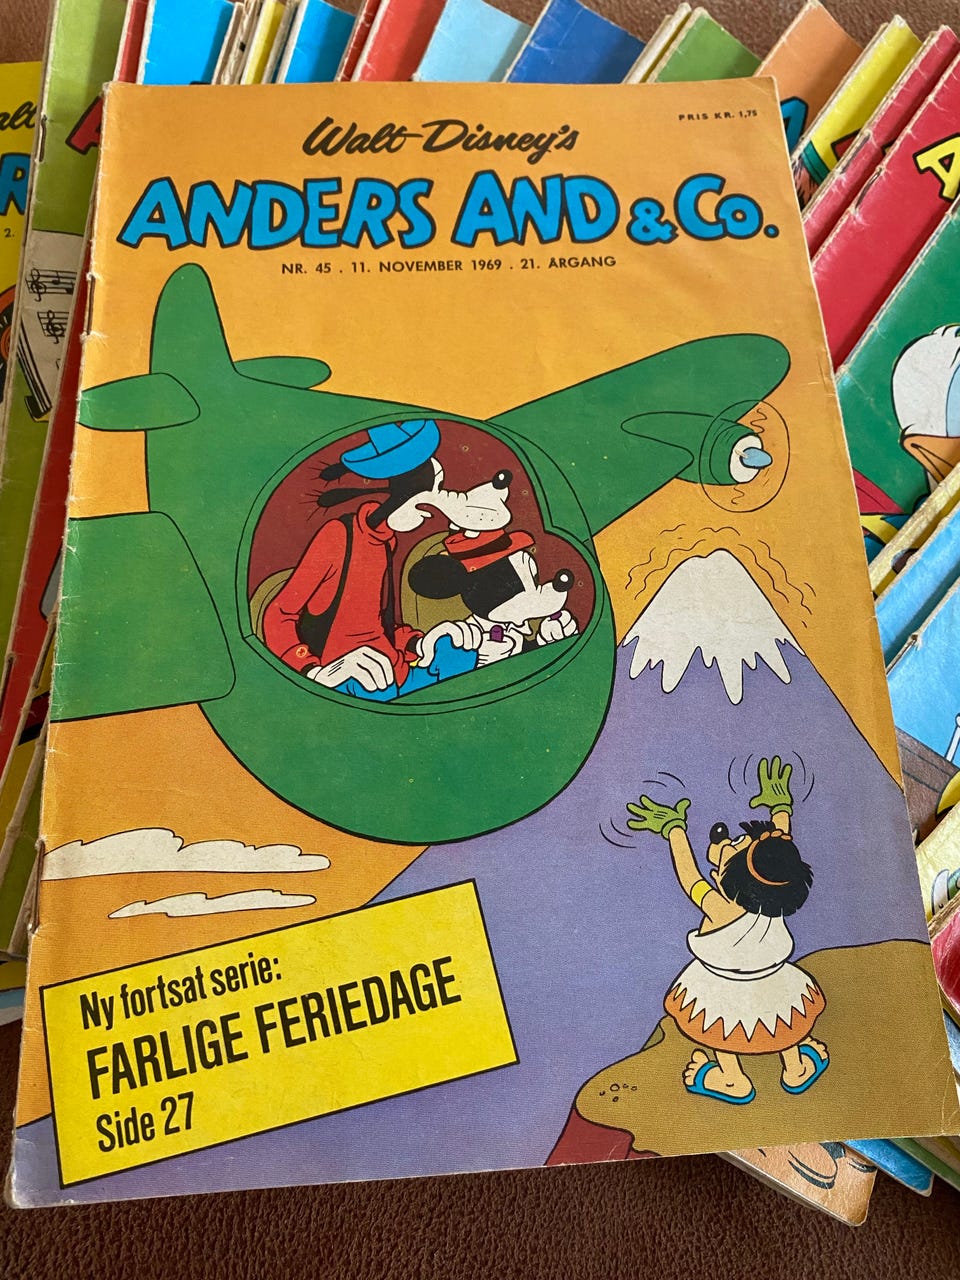 PRIS KR. 1,75
Walt Disney's
ANDERS AND & Co.
NR. 45 . 11. NOVEMBER 1969 . 21. ÅRGANG
Ny fortsat serie:
FARLIGE FERIEDAGE
Side 27
2.